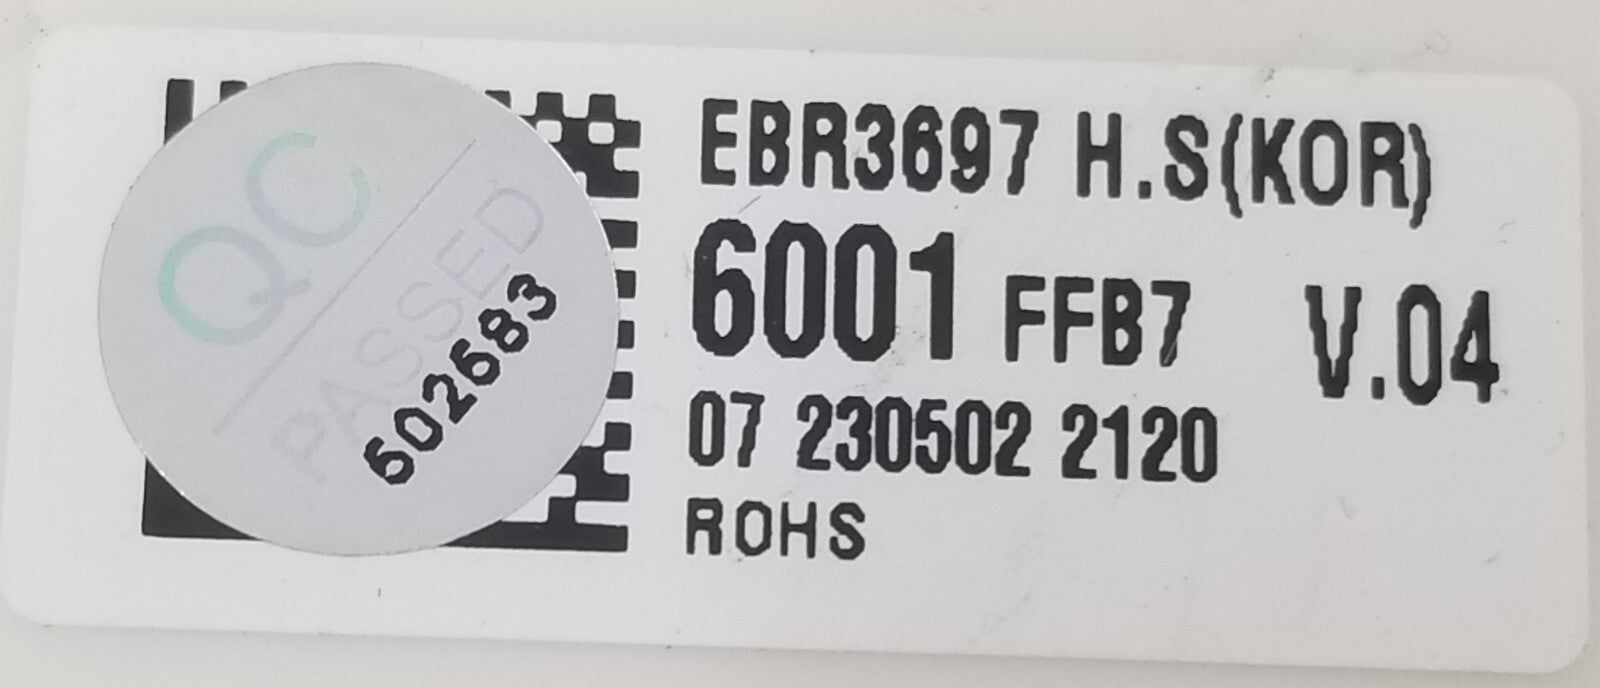 QC
PASSED
502683
EBR3697 H.S(KOR)
6001 FFB7 V.04
07 230502 2120
ROHS